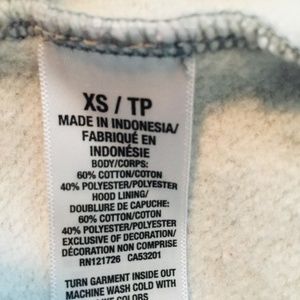 XS / TP
MADE IN INDONESIA/
FABRIQUÉ EN
INDONÉSIE
BODY/CORPS:
60% COTTON/COTON
40% POLYESTER/POLYESTER
HOOD LINING/
DOUBLURE DE CAPUCHE:
60% COTTON/COTON
40% POLYESTER/POLYESTER
EXCLUSIVE OF DECORATION/
DÉCORATION NON COMPRISE
RN121726 CA53201
TURN GARMENT INSIDE OUT
MACHINE WASH COLD WITH
LIKE COLORS